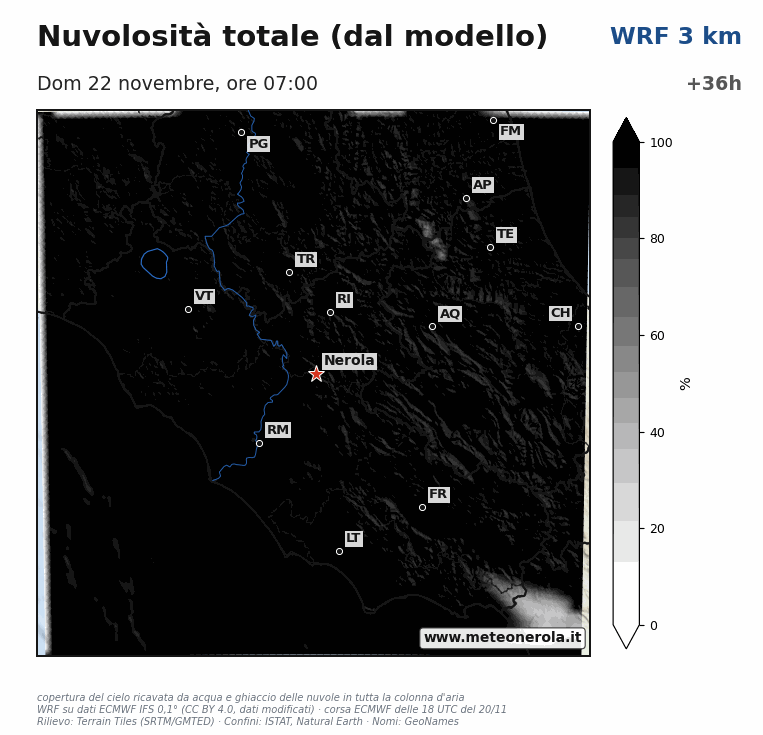 Nuvolosità totale (dal modello)
WRF 3 km
Dom 22 novembre, ore 07:00
+36h
PG
FM
AP
TE
TR
VT
RI
AQ
CH
Nerola
RM
FR
LT
www.meteonerola.it
100
80
60
40
20
0
%
copertura del cielo ricavata da acqua e ghiaccio delle nuvole in tutta la colonna d'aria
WRF su dati ECMWF IFS 0,1° (CC BY 4.0, dati modificati) · corsa ECMWF delle 18 UTC del 20/11
Rilievo: Terrain Tiles (SRTM/GMTED) · Confini: ISTAT, Natural Earth · Nomi: GeoNames